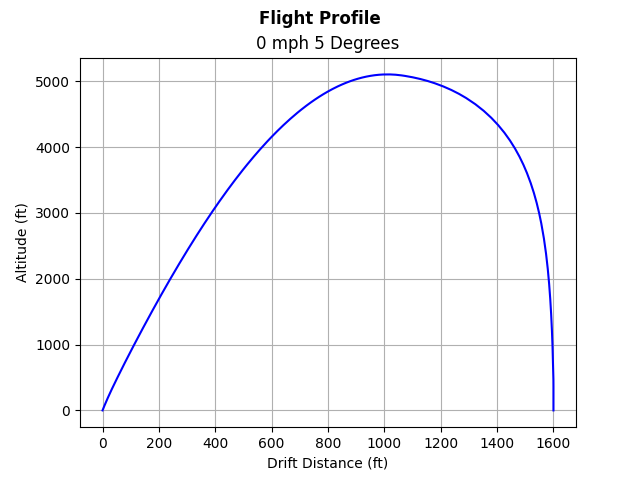 Flight Profile
0 mph 5 Degrees
5000
4000
3000
2000
1000
0
Altitude (ft)
0 200 400 600 800 1000 1200 1400 1600
Drift Distance (ft)